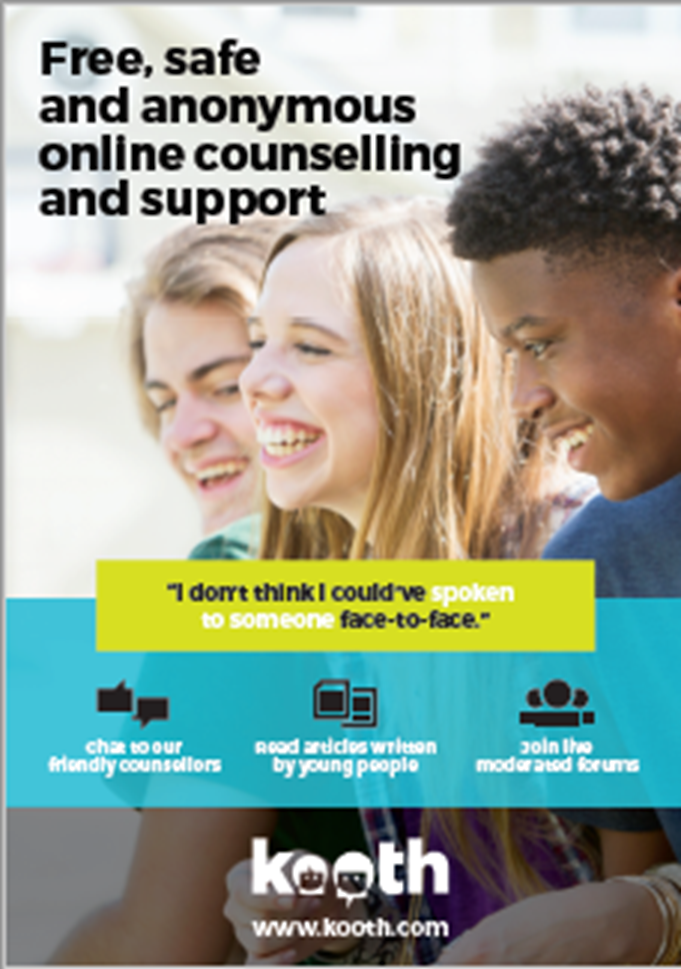 Free, safe
and anonymous
online counselling
and support
"I don't think I could've spoken
to someone face-to-face."
Chat to our
friendly counsellors
Read articles written
by young people
Join live
moderated forums
kooth
www.kooth.com